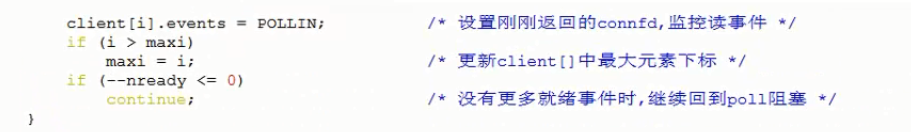 client[i].events = POLLIN; /* 设置刚刚返回的connfd,监控读事件 */
if (i > maxi)
maxi = i; /* 更新client[]中最大元素下标 */
if (--nready <= 0)
continue; /* 没有更多就绪事件时,继续回到poll阻塞 */
}